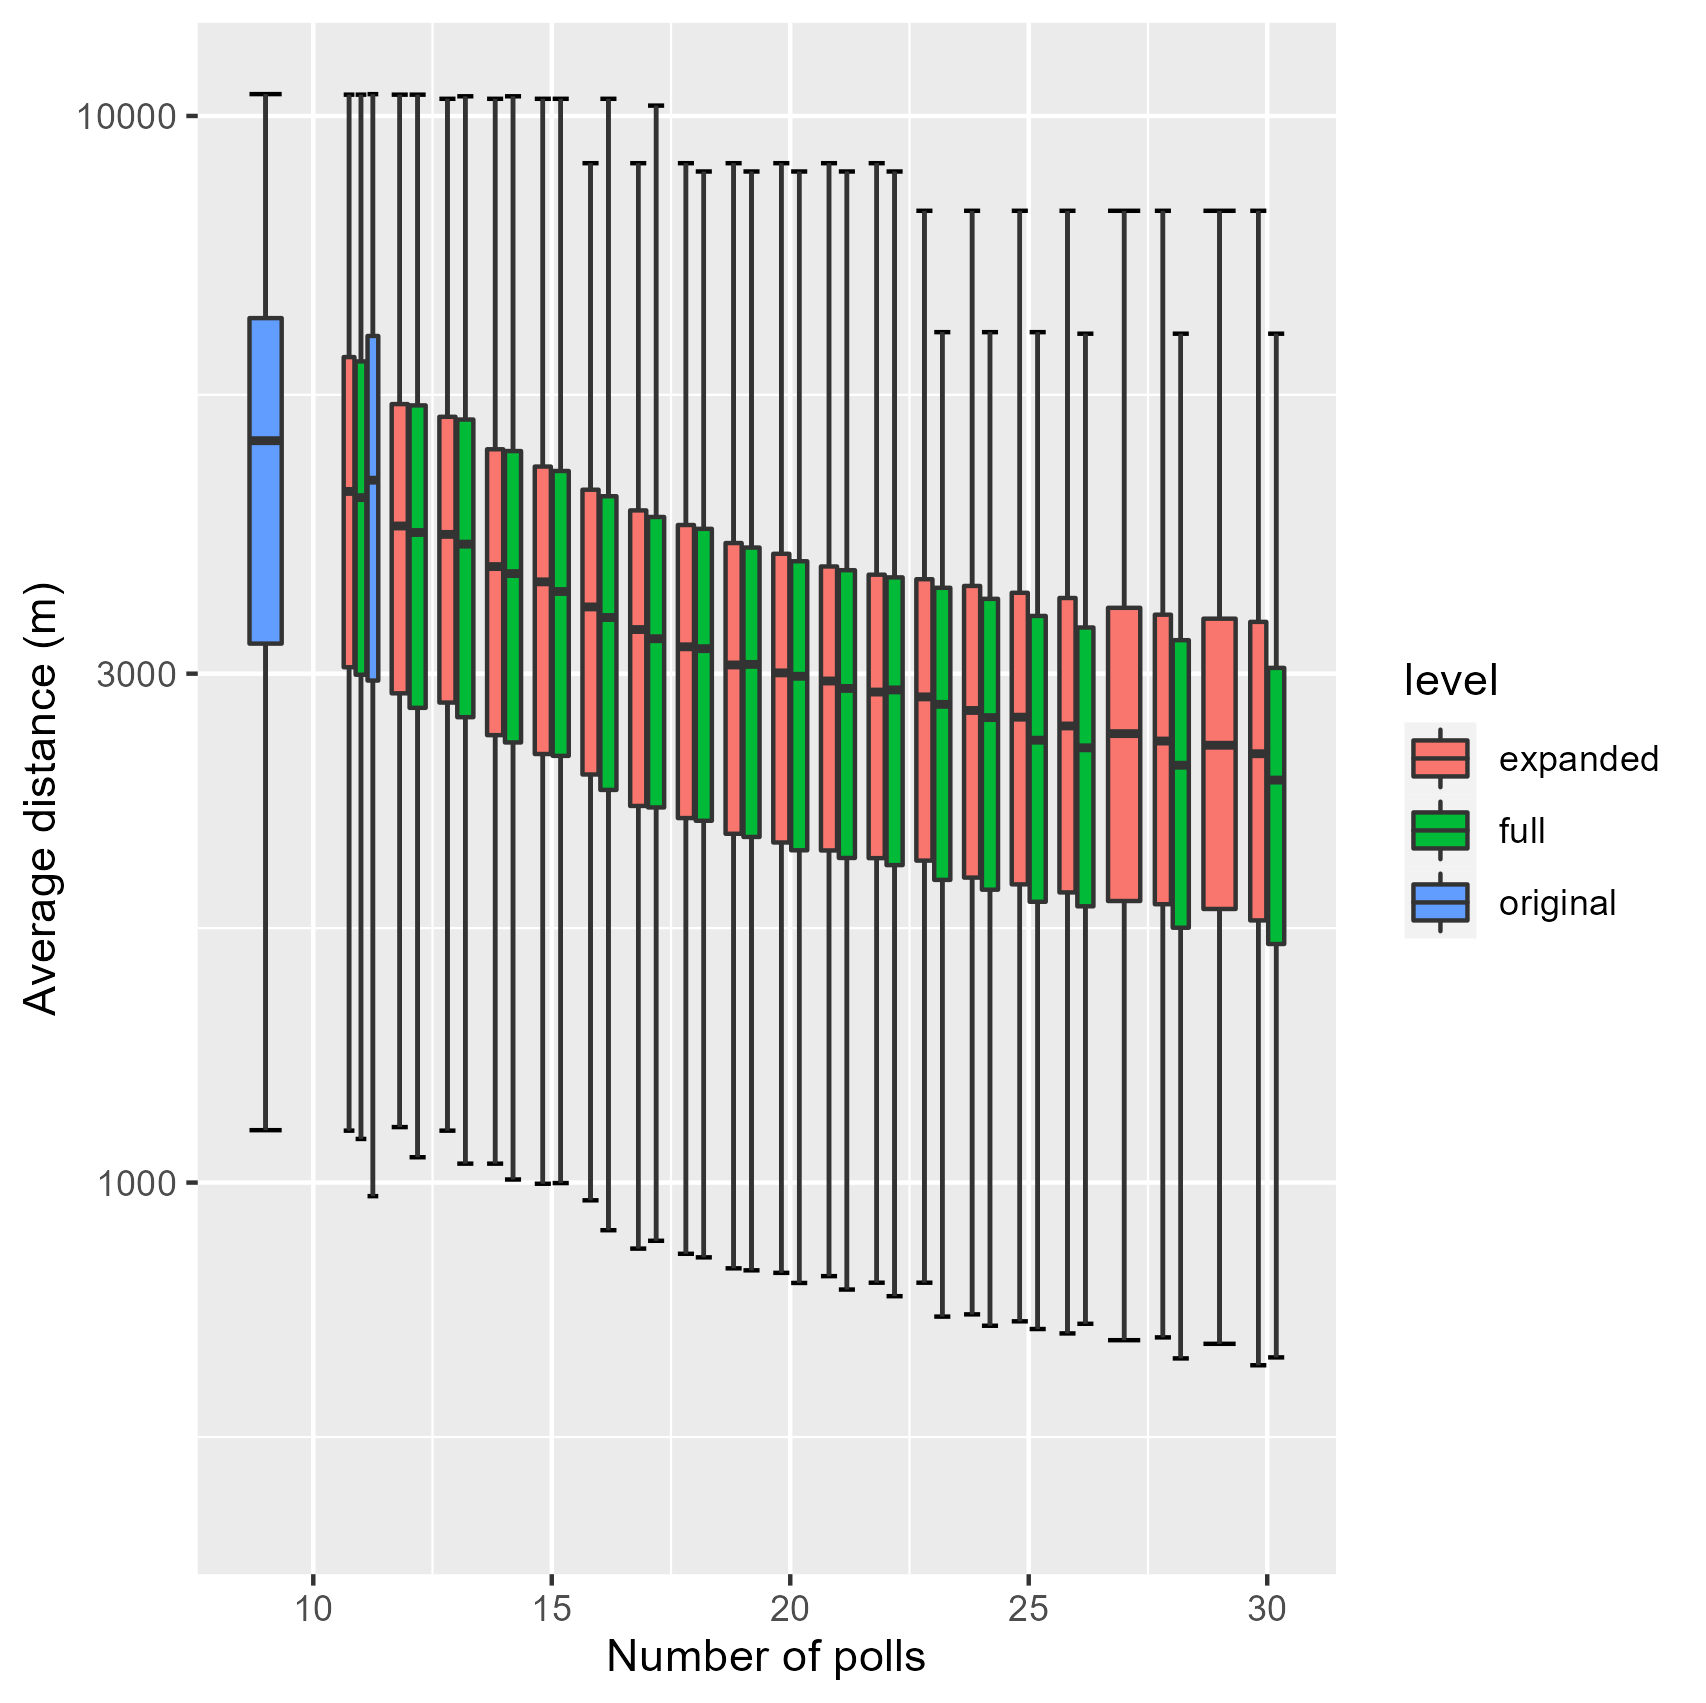 Average distance (m)
10000
3000
1000
10
15
20
25
30
Number of polls
level
expanded
full
original